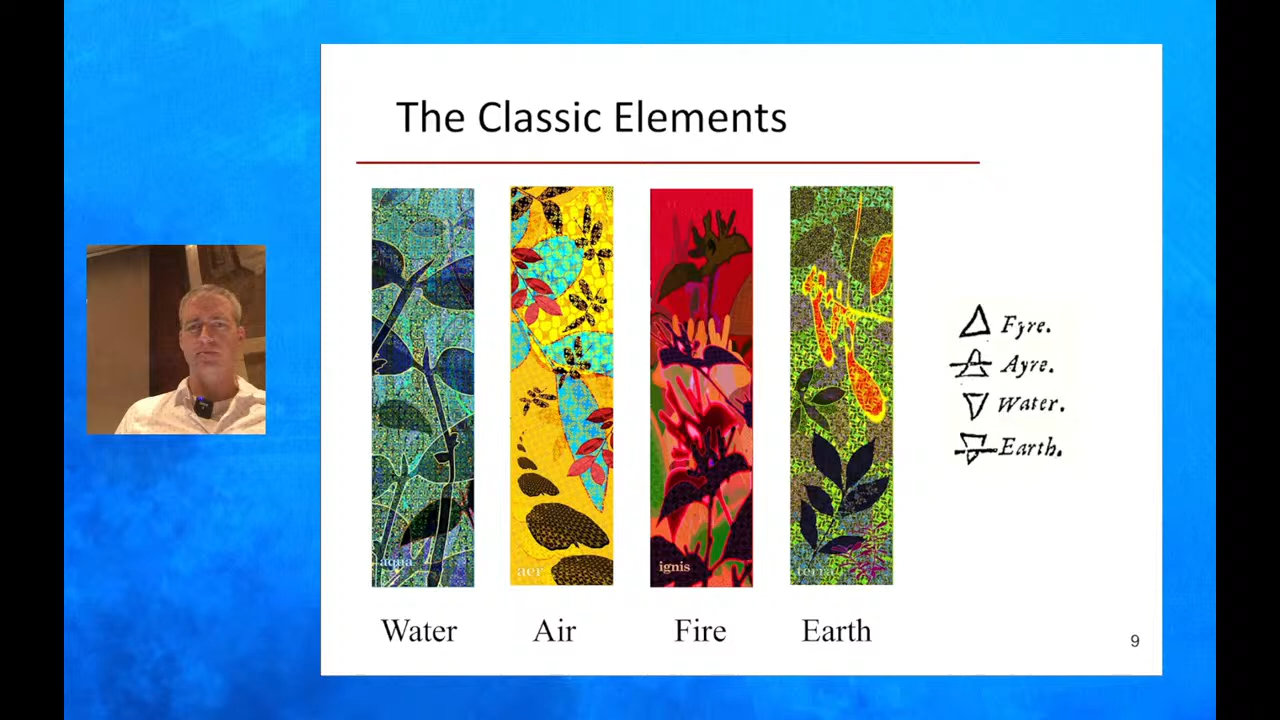 The Classic Elements
aqua
aer
ignis
terra
Water
Air
Fire
Earth
Fyre.
Ayre.
Water.
Earth.
9